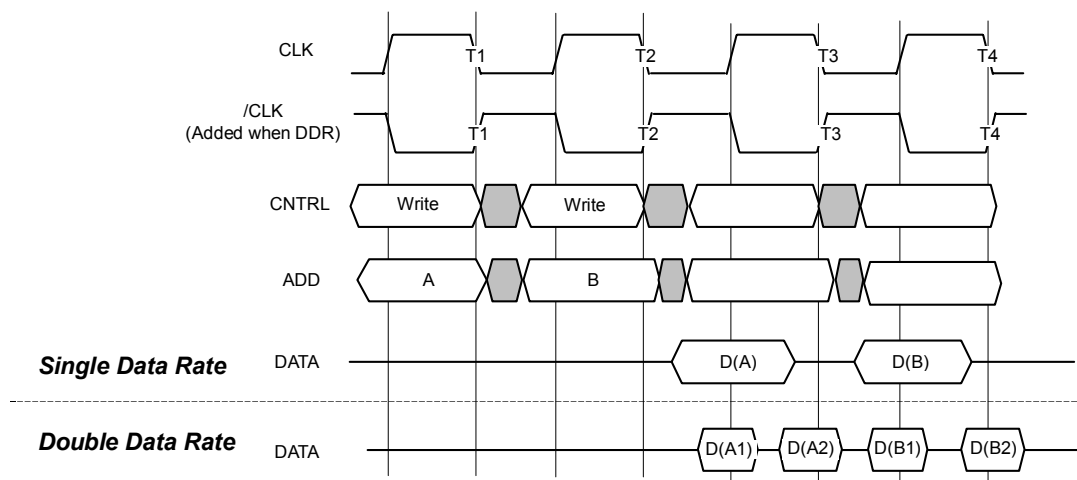 CLK T1 T2 T3 T4
/CLK
(Added when DDR) T1 T2 T3 T4
CNTRL Write Write
ADD A B
Single Data Rate DATA D(A) D(B)
Double Data Rate DATA D(A1) D(A2) D(B1) D(B2)